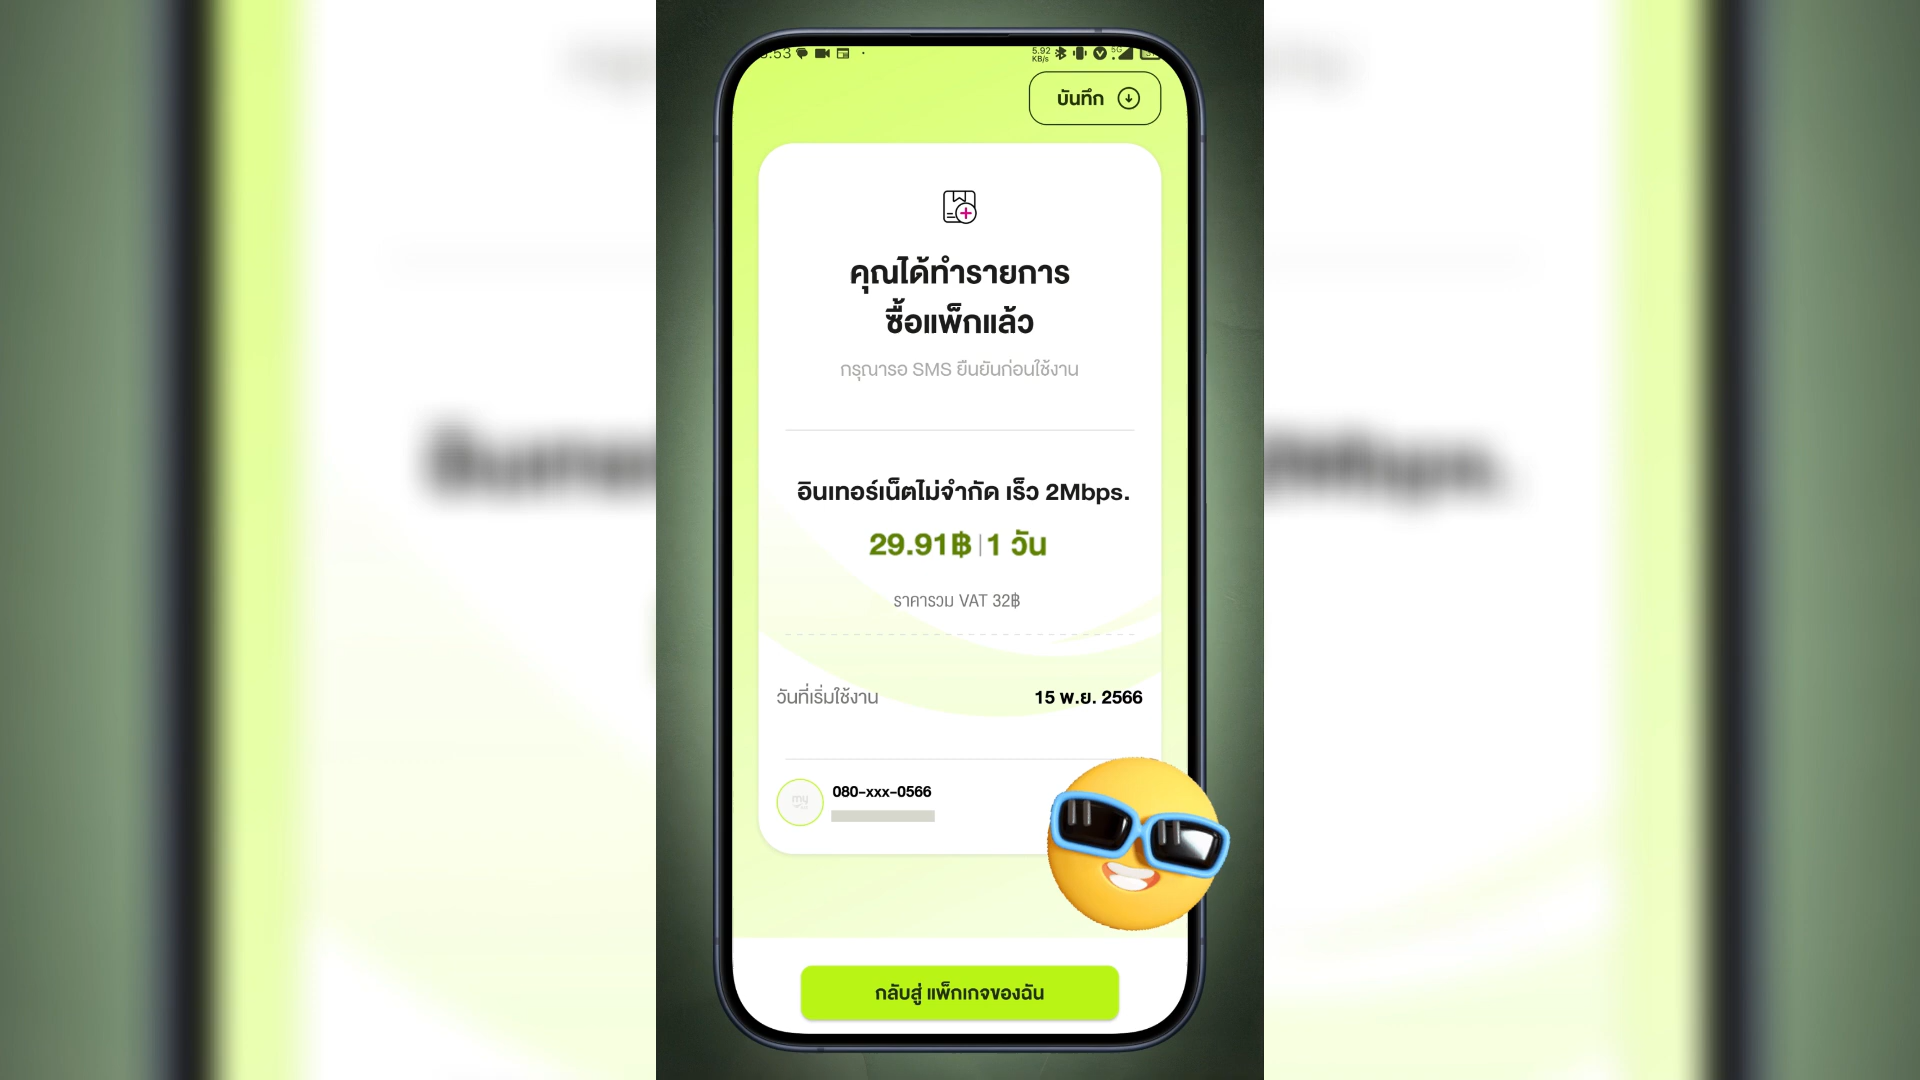 5.92
KB/s
5G
บันทึก
คุณได้ทำรายการ
ซื้อแพ็กแล้ว
กรุณารอ SMS ยืนยันก่อนใช้งาน
อินเทอร์เน็ตไม่จำกัด เร็ว 2Mbps.
29.91฿ | 1 วัน
ราคารวม VAT 32฿
วันที่เริ่มใช้งาน 15 พ.ย. 2566
my
080-xxx-0566
กลับสู่ แพ็กเกจของฉัน